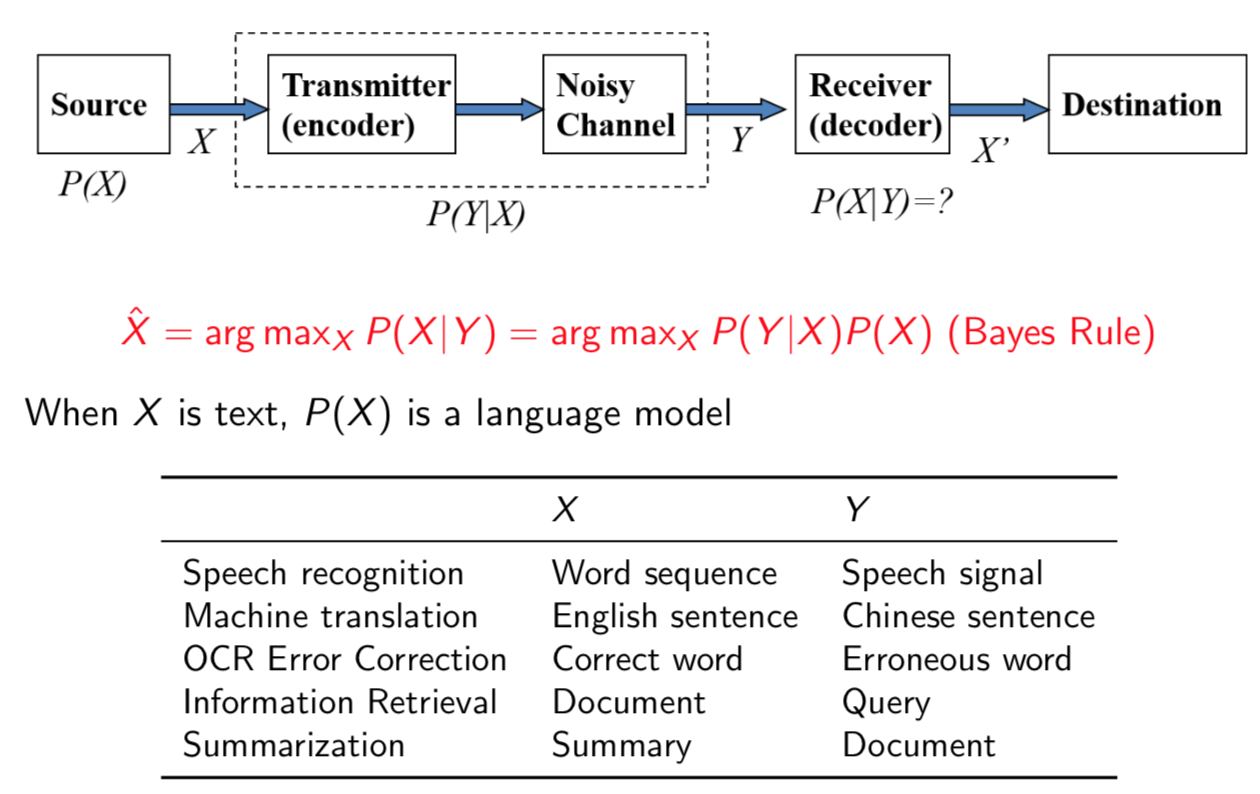 Source
Transmitter
(encoder)
Noisy
Channel
Receiver
(decoder)
Destination
X
Y
X’
P(X)
P(Y|X)
P(X|Y)=?
X̂ = arg max_X P(X|Y) = arg max_X P(Y|X)P(X) (Bayes Rule)
When X is text, P(X) is a language model
X Y
Speech recognition Word sequence Speech signal
Machine translation English sentence Chinese sentence
OCR Error Correction Correct word Erroneous word
Information Retrieval Document Query
Summarization Summary Document